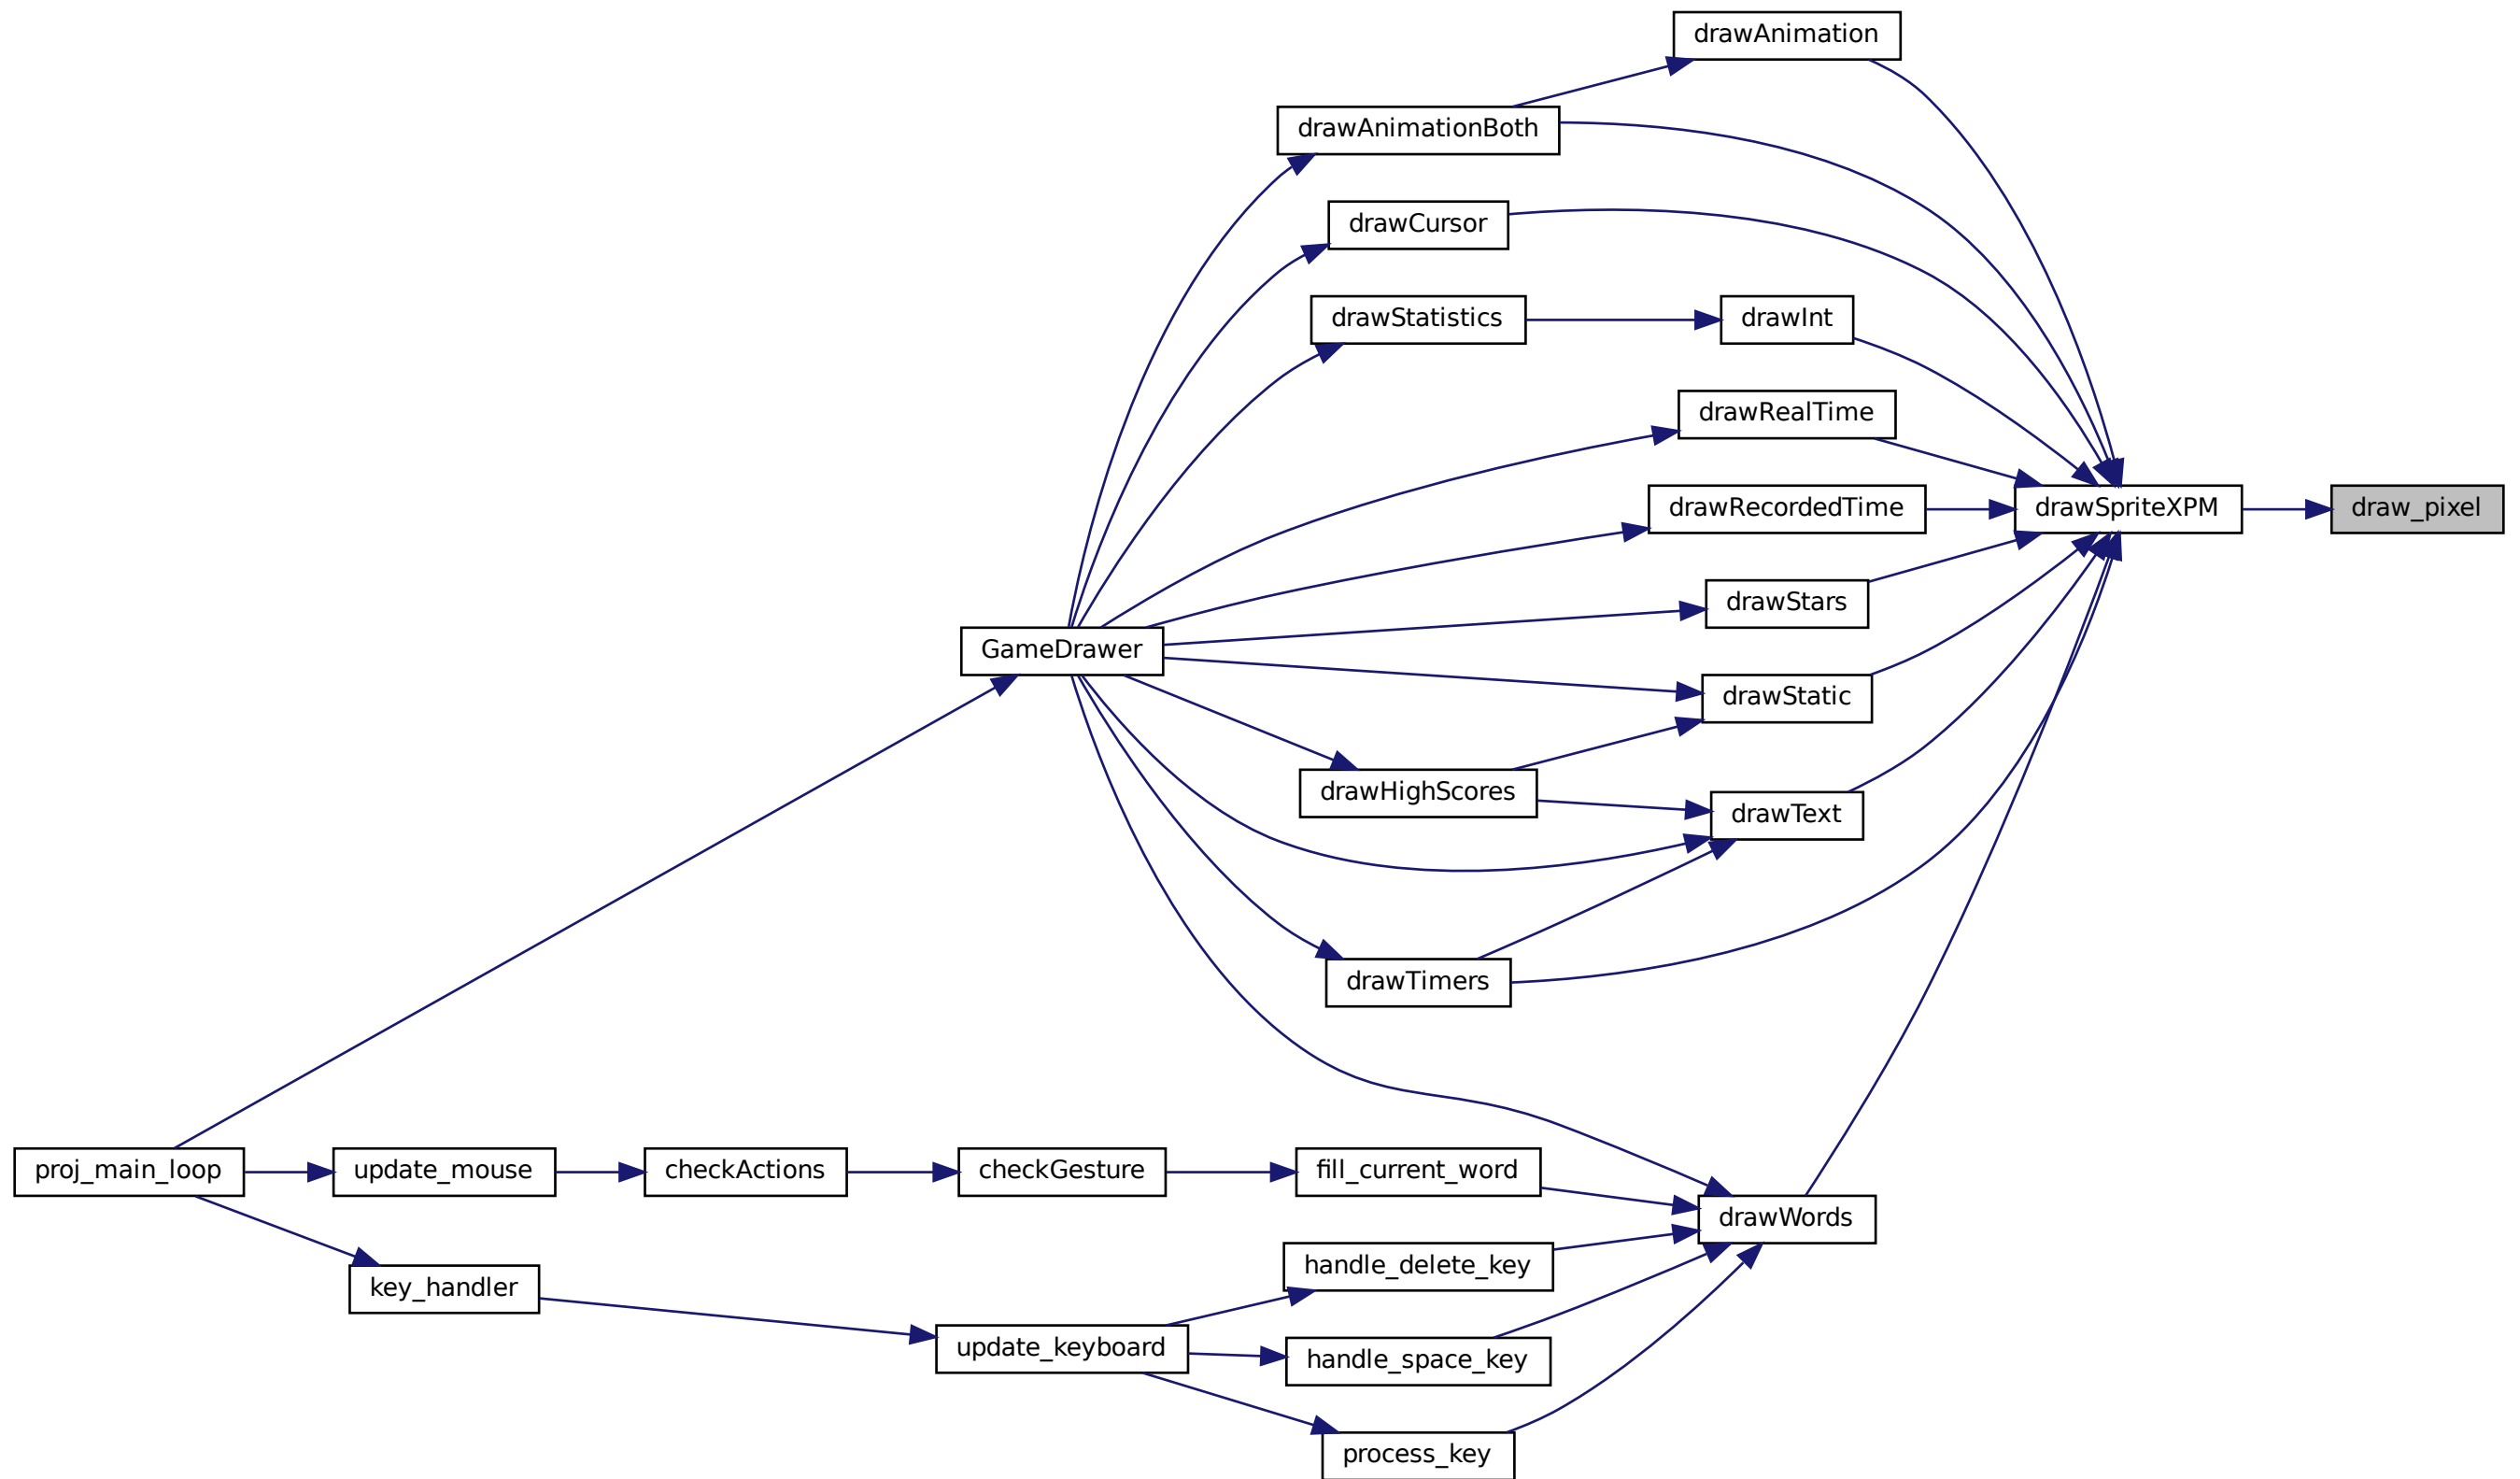 drawAnimation
drawAnimationBoth
drawCursor
drawStatistics
drawInt
drawRealTime
drawRecordedTime
drawSpriteXPM
draw_pixel
drawStars
GameDrawer
drawStatic
drawHighScores
drawText
drawTimers
proj_main_loop
update_mouse
checkActions
checkGesture
fill_current_word
drawWords
handle_delete_key
key_handler
update_keyboard
handle_space_key
process_key